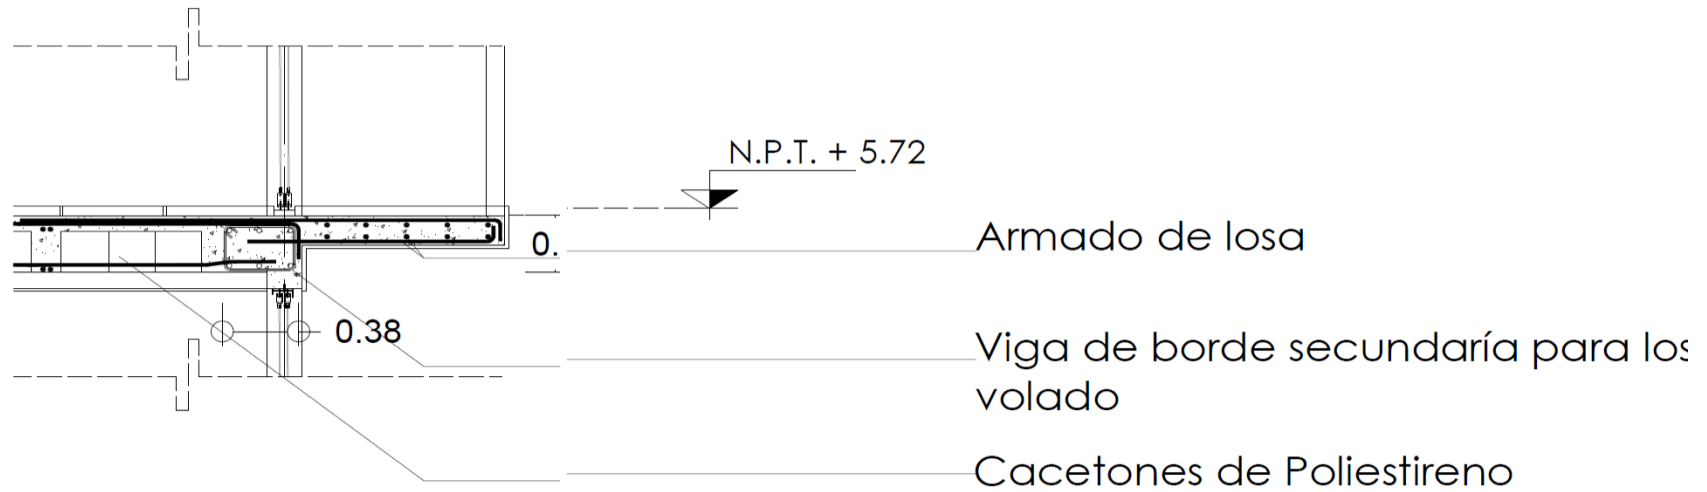 N.P.T. + 5.72
Armado de losa
0.
0.38
Viga de borde secundaría para los
volado
Cacetones de Poliestireno